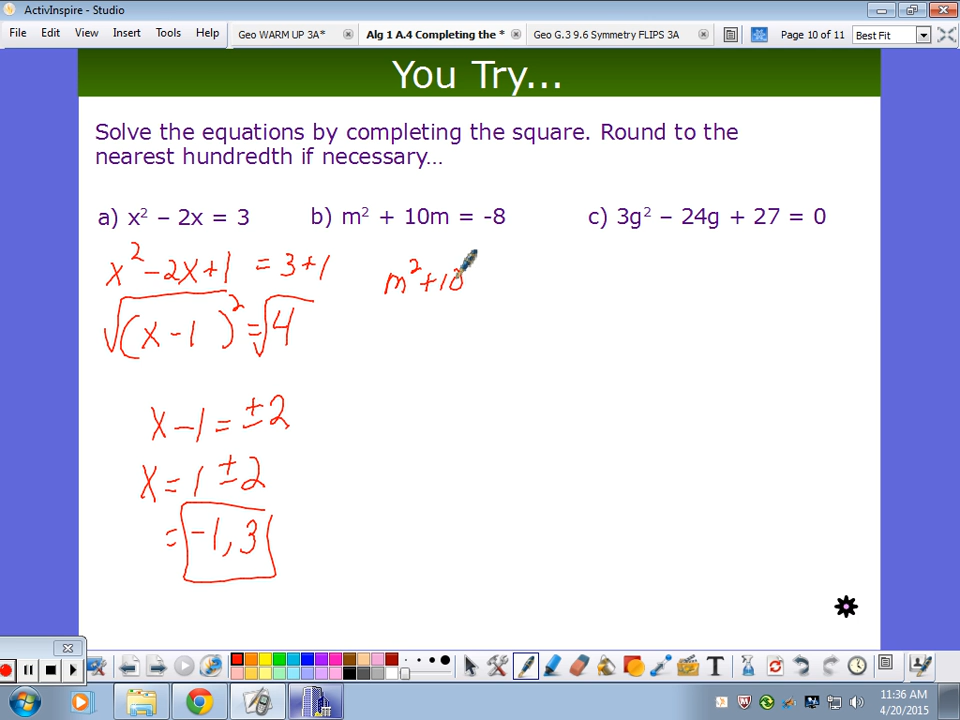 ActivInspire - Studio
File Edit View Insert Tools Help
Geo WARM UP 3A* Alg 1 A.4 Completing the * Geo G.3 9.6 Symmetry FLIPS 3A Page 10 of 11 Best Fit
You Try...
Solve the equations by completing the square. Round to the
nearest hundredth if necessary…
a) x² – 2x = 3 b) m² + 10m = -8 c) 3g² – 24g + 27 = 0
x² -2x+1 = 3+1 m²+10
√(x-1)² = √4
x-1 = ±2
x = 1 ±2
= -1, 3
11:36 AM
4/20/2015